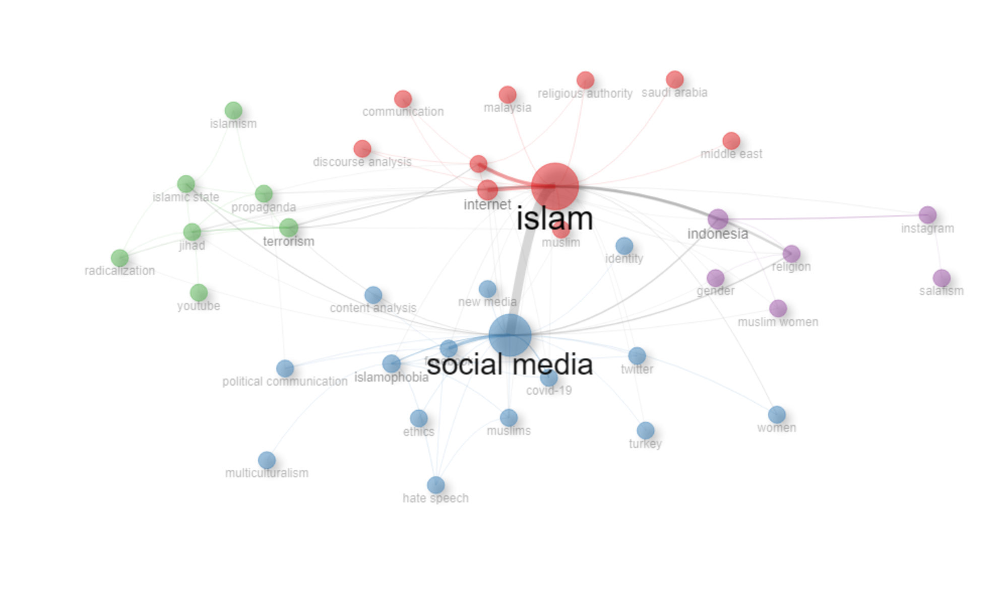 religious authority
saudi arabia
communication
malaysia
islamism
middle east
discourse analysis
islamic state
propaganda
internet
islam
instagram
indonesia
terrorism
jihad
muslim
identity
religion
radicalization
gender
salafism
youtube
content analysis
new media
muslim women
facebook
social media
twitter
islamophobia
political communication
covid-19
ethics
muslims
women
turkey
multiculturalism
hate speech